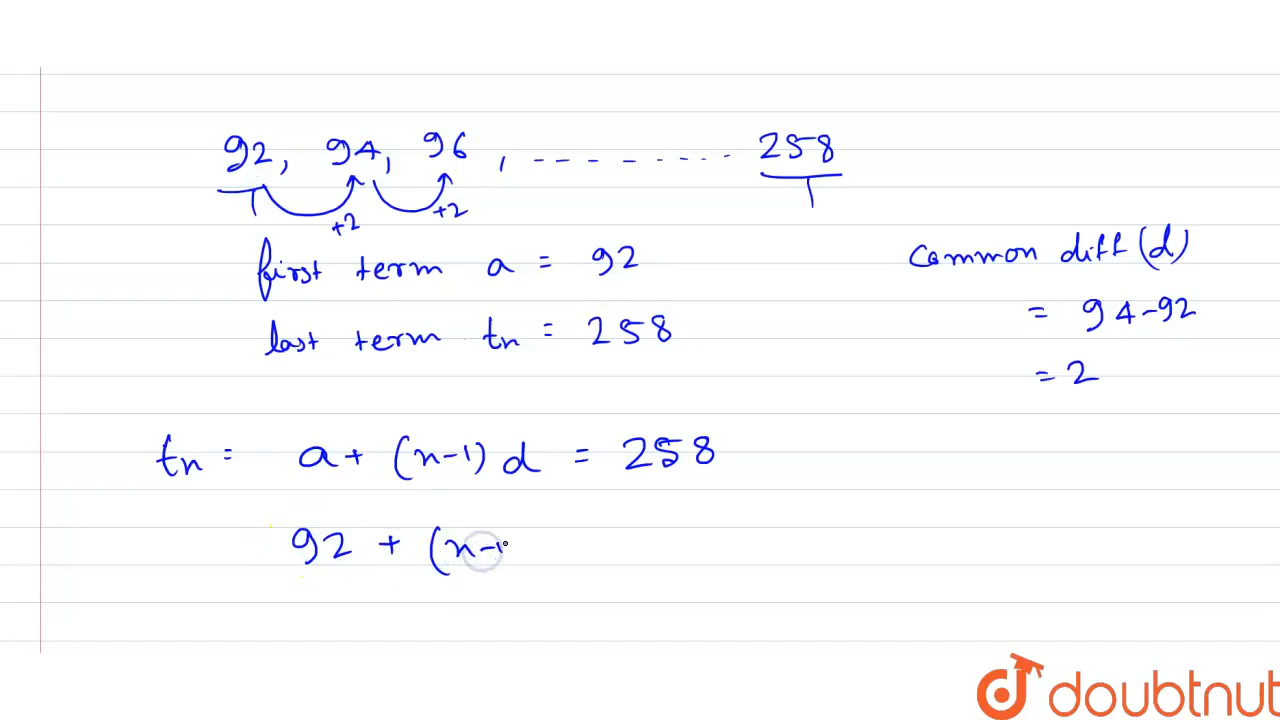 92, 94, 96, ---------- 258
+2 +2
first term a = 92
common diff (d)
= 94-92
last term tn = 258
= 2
tn = a + (n-1) d = 258
92 + (n-1
doubtnut